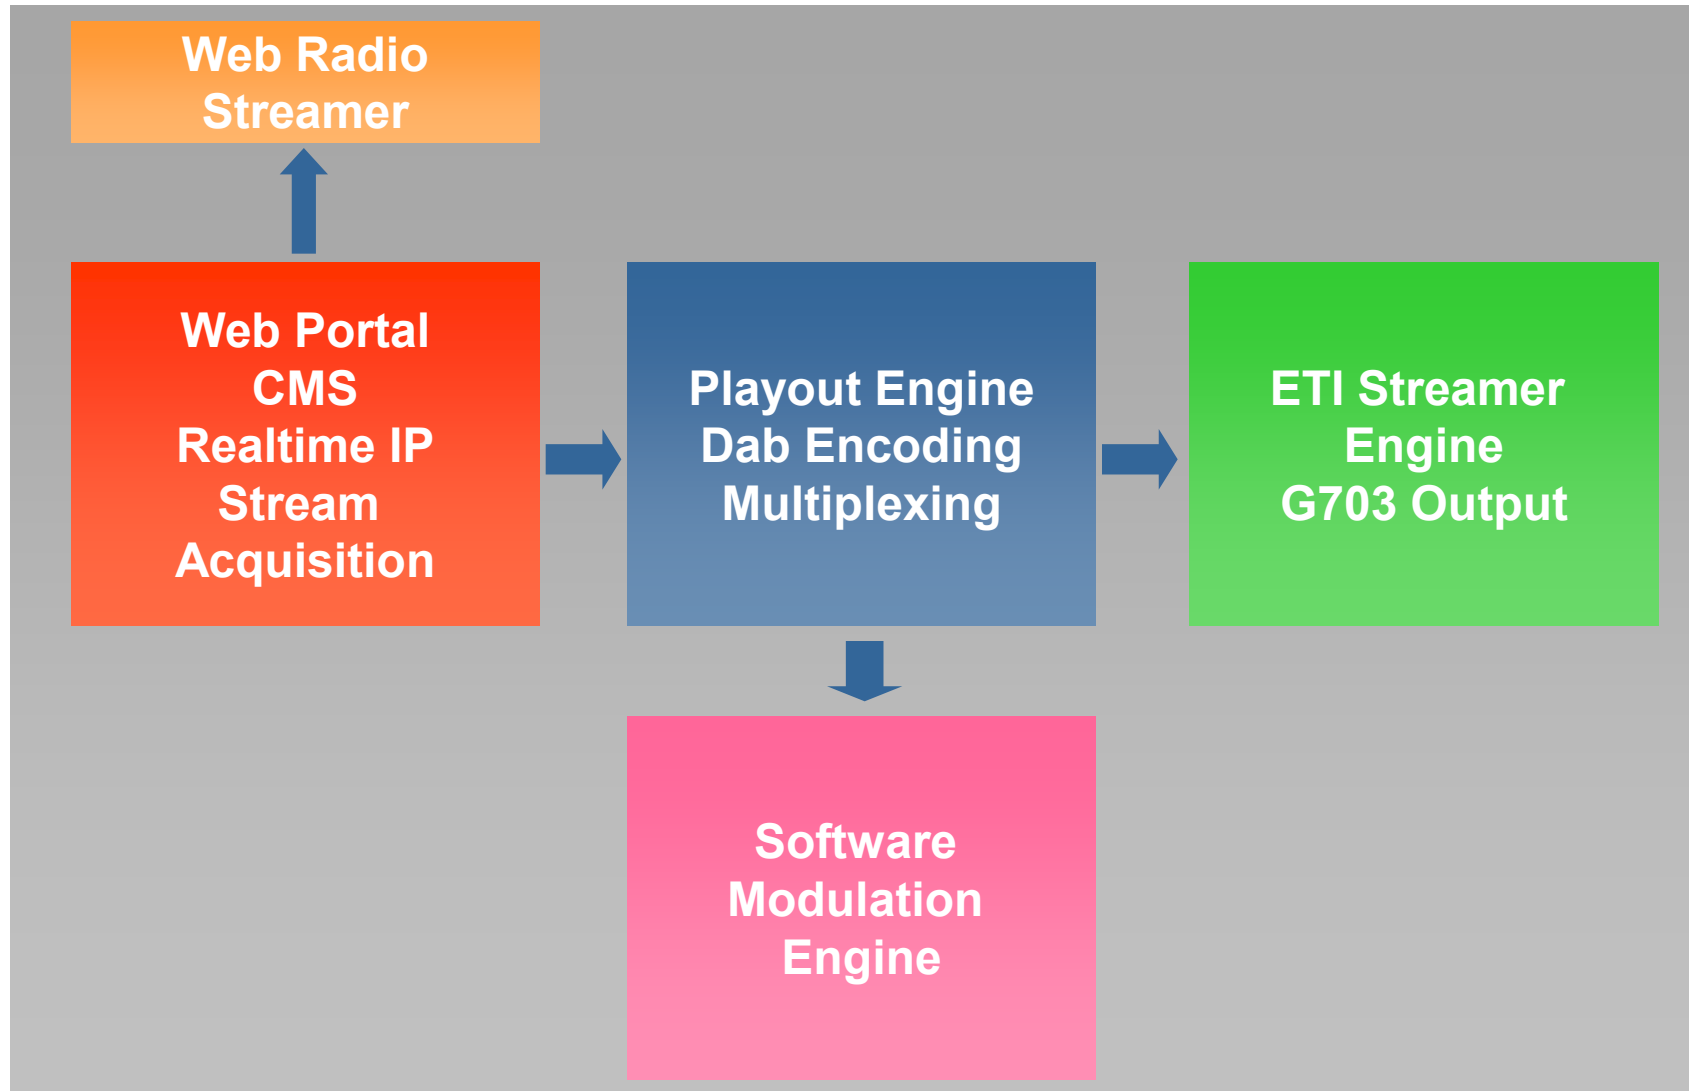 Web Radio
Streamer
Web Portal
CMS
Realtime IP
Stream
Acquisition
Playout Engine
Dab Encoding
Multiplexing
ETI Streamer
Engine
G703 Output
Software
Modulation
Engine